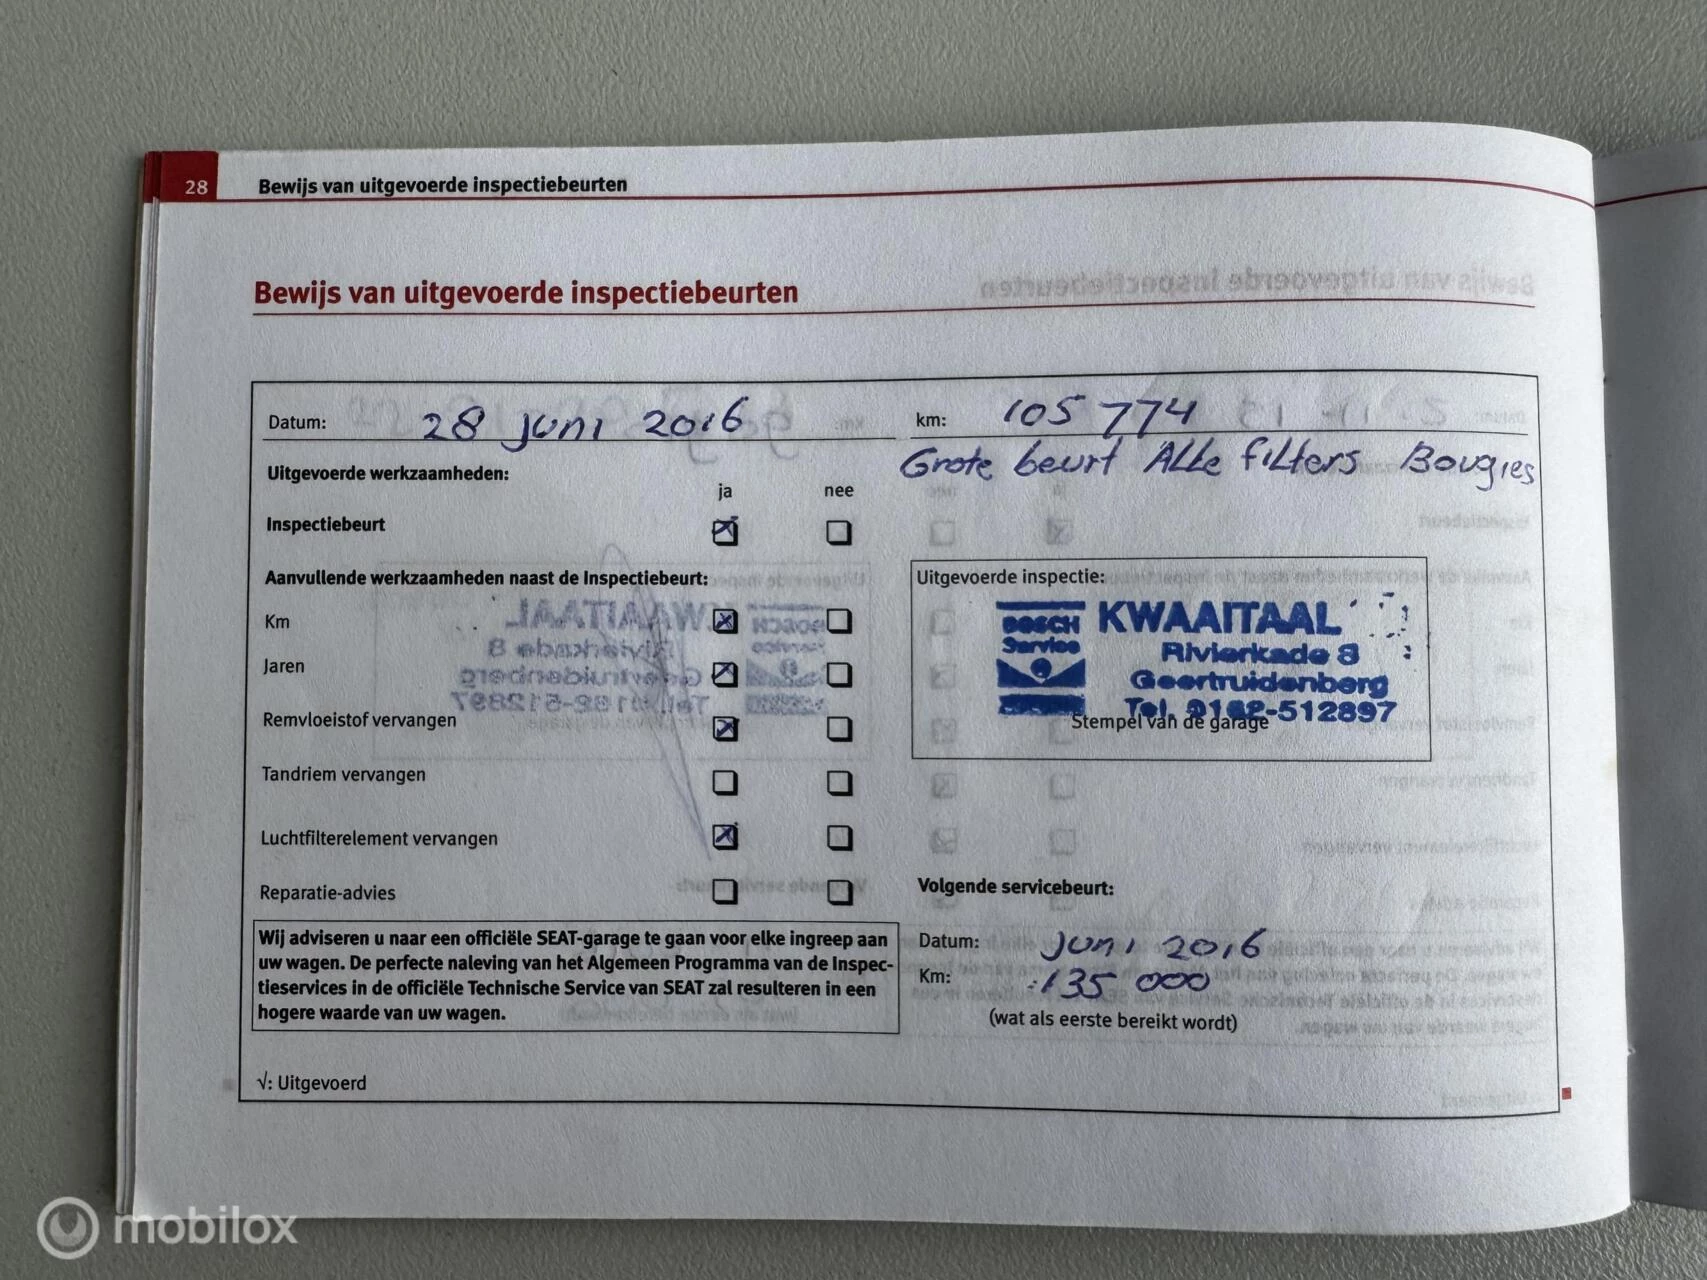 28 Bewijs van uitgevoerde inspectiebeurten
Bewijs van uitgevoerde inspectiebeurten
Datum: 28 juni 2016 km: 105 774
Grote beurt Alle filters Bougies
Uitgevoerde werkzaamheden:
ja nee
Inspectiebeurt
Aanvullende werkzaamheden naast de Inspectiebeurt:
Km
Jaren
Remvloeistof vervangen
Tandriem vervangen
Luchtfilterelement vervangen
Reparatie-advies
Uitgevoerde inspectie:
BOSCH
Service
KWAAITAAL
Rivierkade 8
Geertruidenberg
Tel. 0162-512897
Stempel van de garage
Volgende servicebeurt:
Datum: juni 2016
Km: 135 000
(wat als eerste bereikt wordt)
Wij adviseren u naar een officiële SEAT-garage te gaan voor elke ingreep aan
uw wagen. De perfecte naleving van het Algemeen Programma van de Inspec-
tieservices in de officiële Technische Service van SEAT zal resulteren in een
hogere waarde van uw wagen.
√: Uitgevoerd
mobilox